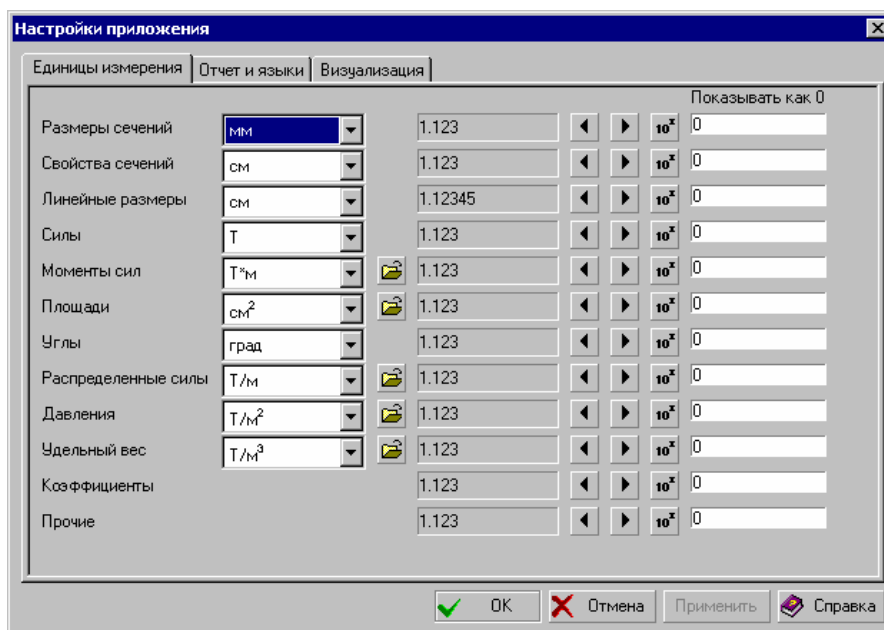 Настройки приложения
Единицы измерения Отчет и языки Визуализация
Показывать как 0
Размеры сечений мм 1.123 10ˣ 0
Свойства сечений см 1.123 10ˣ 0
Линейные размеры см 1.12345 10ˣ 0
Силы Т 1.123 10ˣ 0
Моменты сил Т*м 1.123 10ˣ 0
Площади см² 1.123 10ˣ 0
Углы град 1.123 10ˣ 0
Распределенные силы Т/м 1.123 10ˣ 0
Давления Т/м² 1.123 10ˣ 0
Удельный вес Т/м³ 1.123 10ˣ 0
Коэффициенты 1.123 10ˣ 0
Прочие 1.123 10ˣ 0
OK Отмена Применить Справка